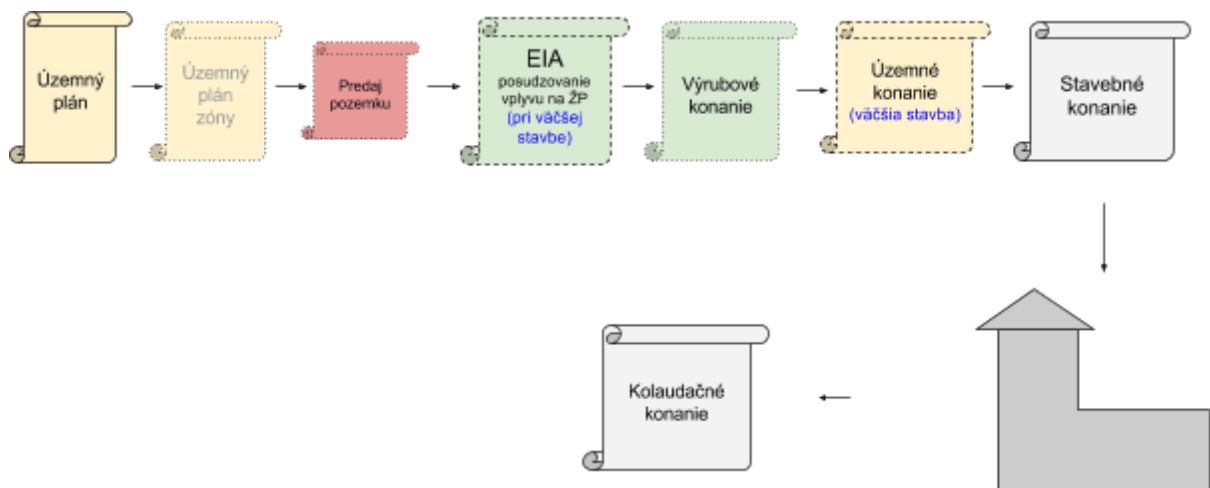 Územný
plán
Územný
plán
zóny
Predaj
pozemku
EIA
posudzovanie
vplyvu na ŽP
(pri väčšej
stavbe)
Výrubové
konanie
Územné
konanie
(väčšia stavba)
Stavebné
konanie
Kolaudačné
konanie